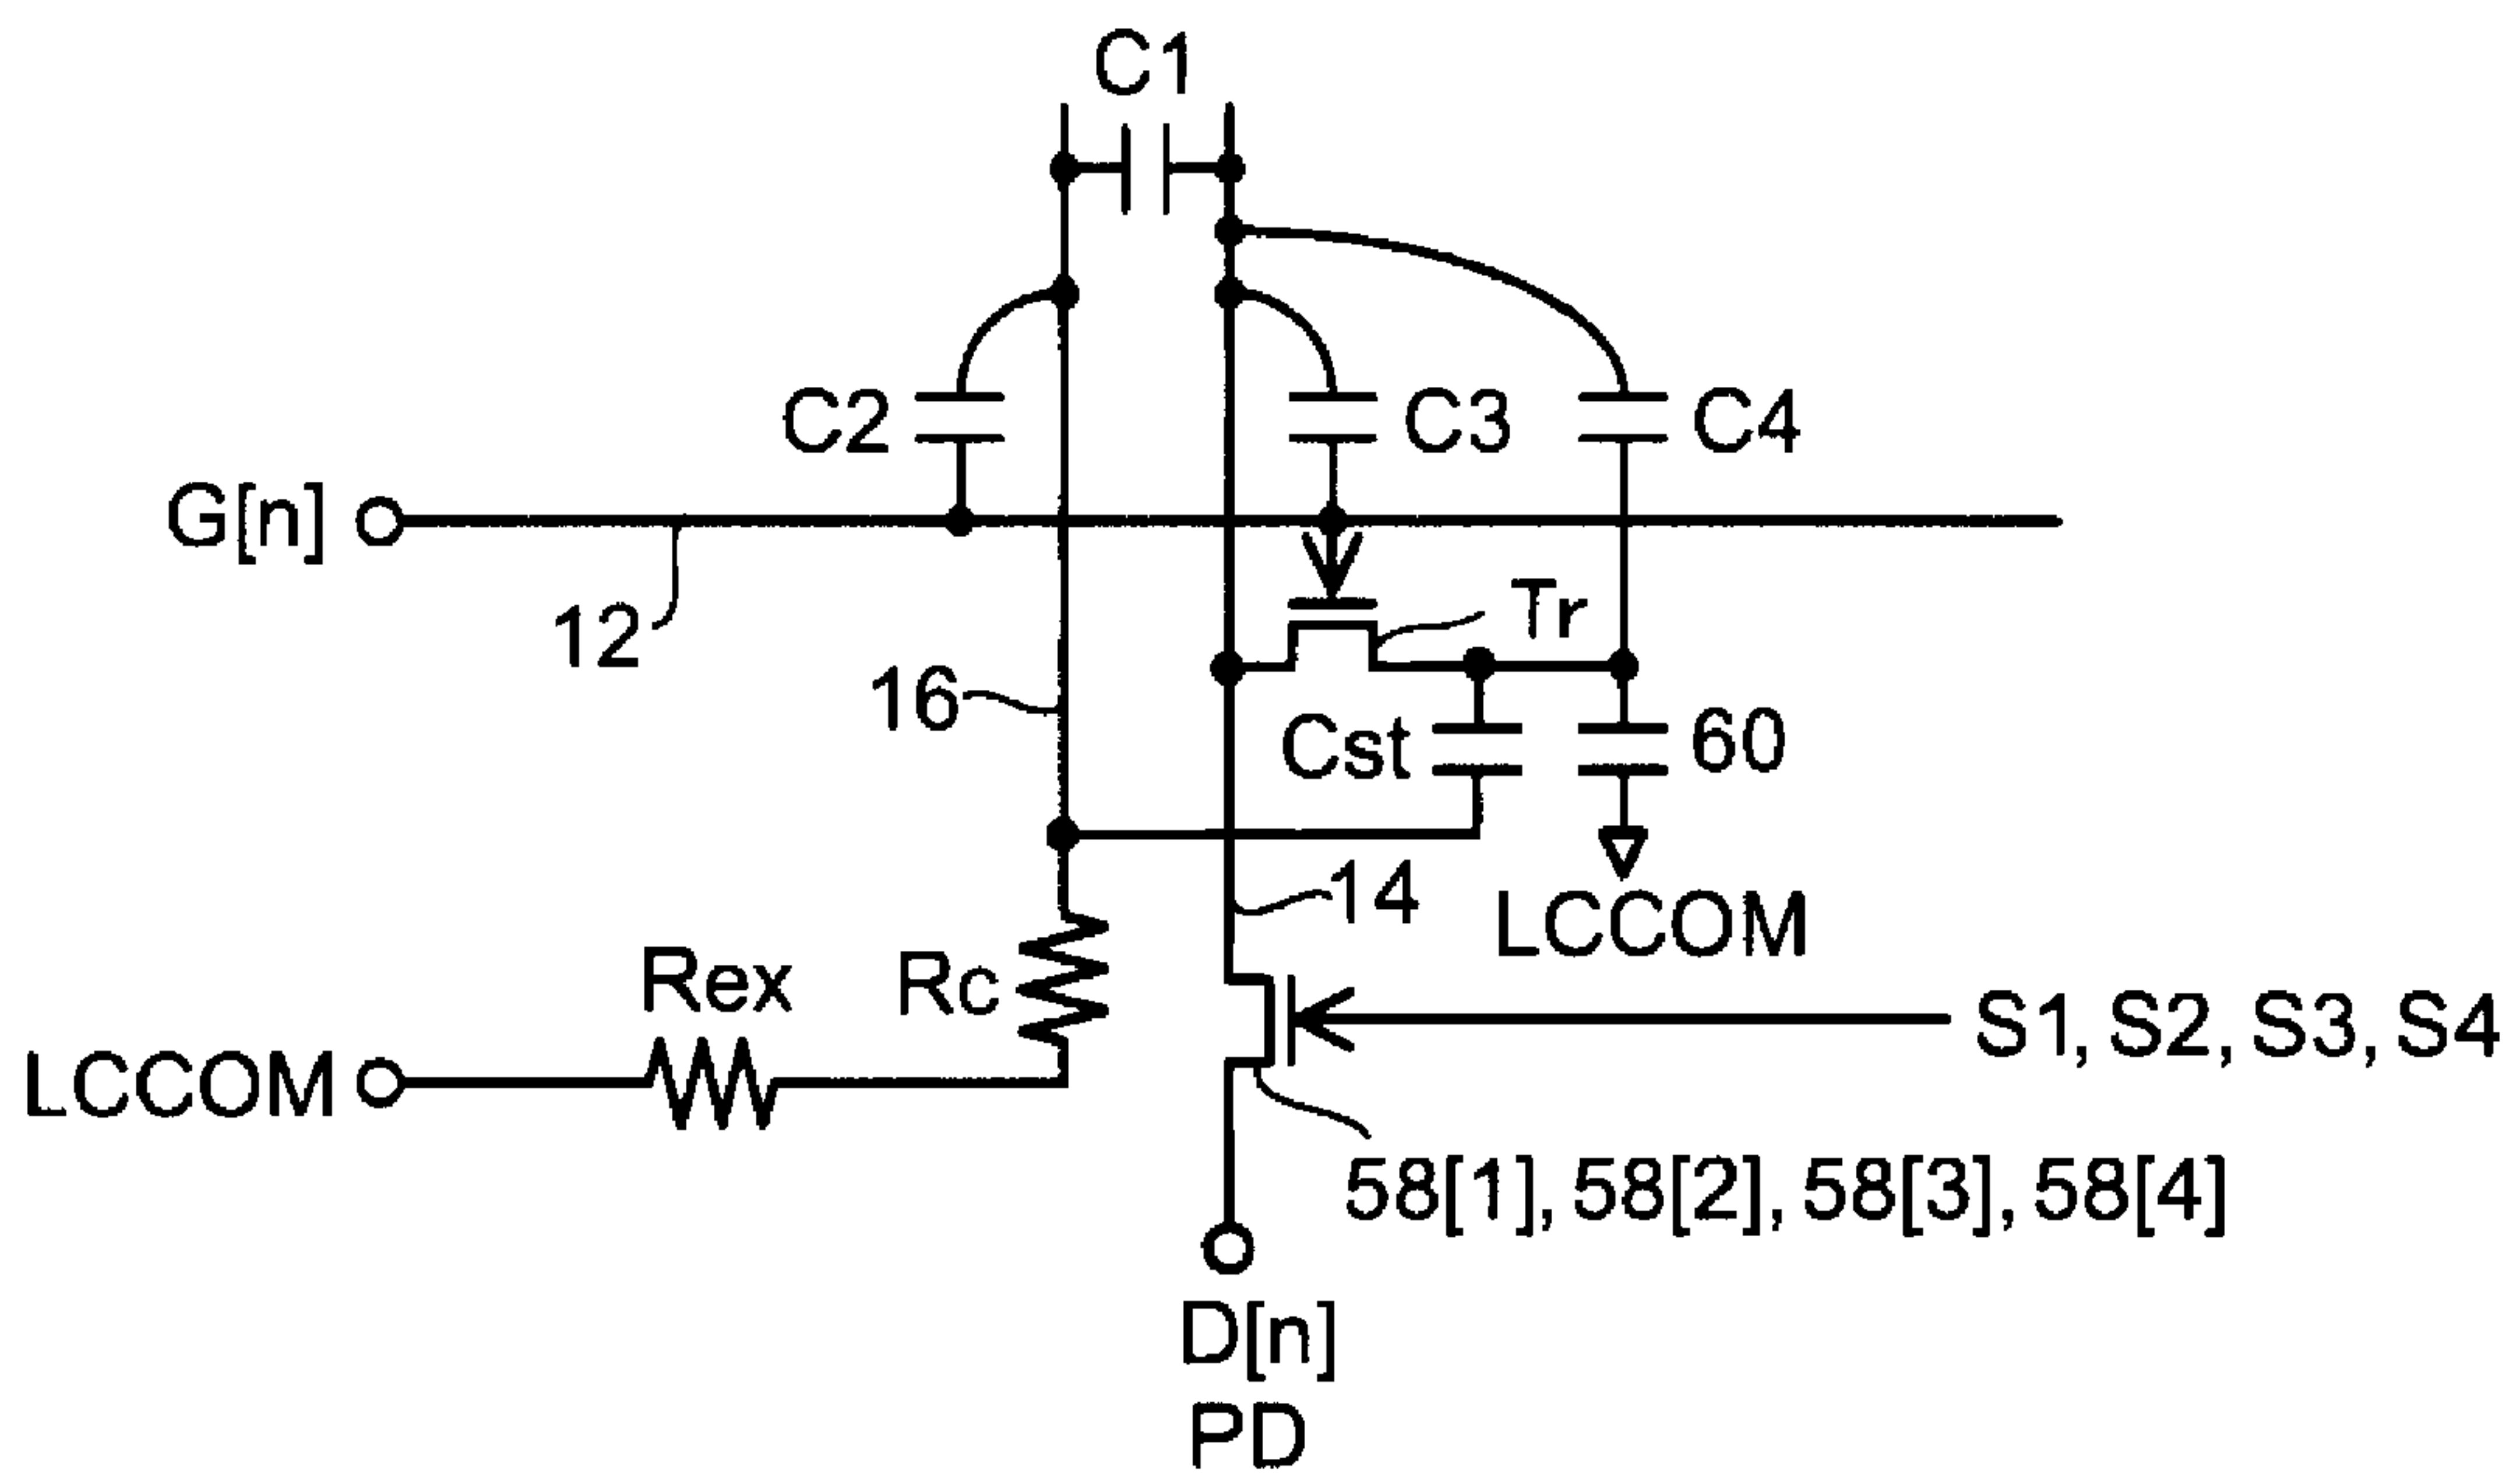 C1
C2
C3
C4
G[n]
12
Tr
16
Cst
60
14
LCCOM
Rex
Rc
S1, S2, S3, S4
LCCOM
58[1], 58[2], 58[3], 58[4]
D[n]
PD